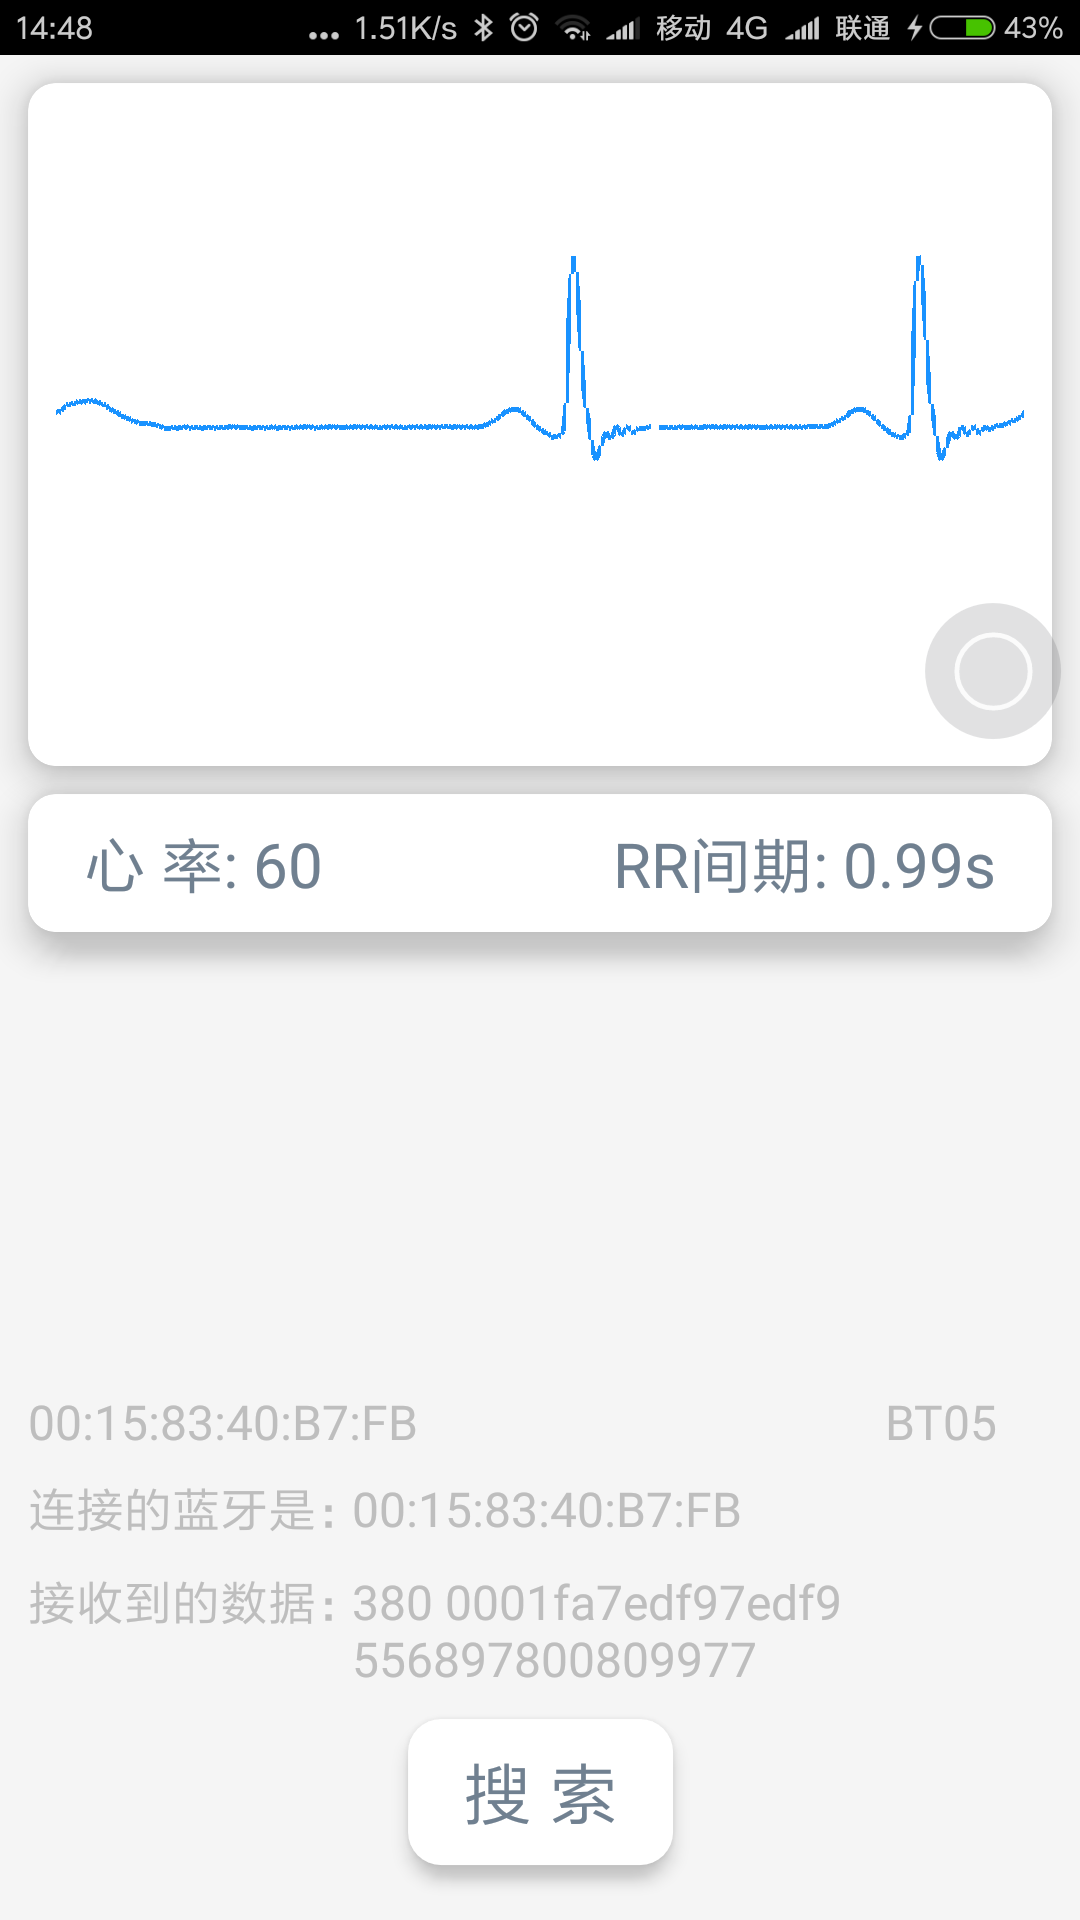 14:48 ... 1.51K/s 移动 4G 联通 43%
心 率: 60 RR间期: 0.99s
00:15:83:40:B7:FB BT05
连接的蓝牙是: 00:15:83:40:B7:FB
接收到的数据: 380 0001fa7edf97edf9
556897800809977
搜 索